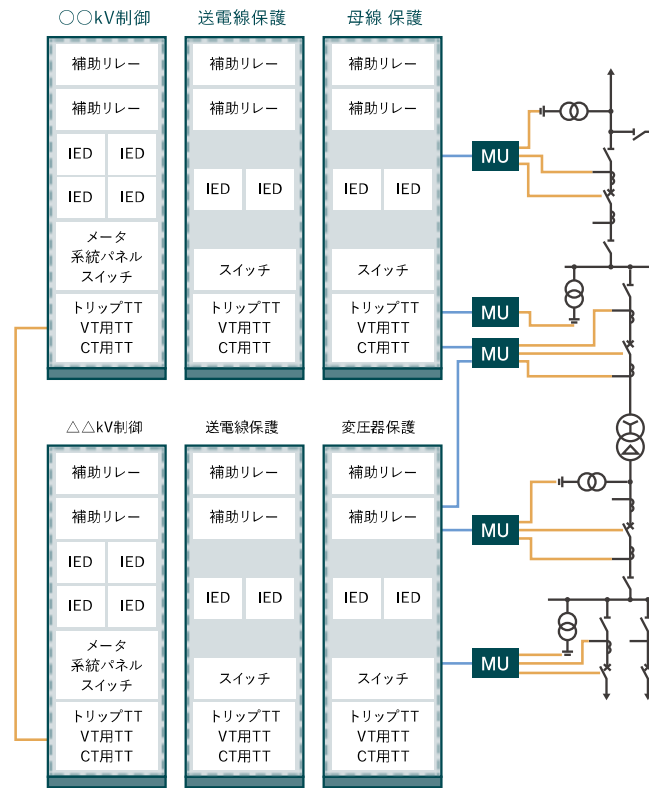 〇〇kV制御
補助リレー
補助リレー
IED
IED
IED
IED
メータ
系統パネル
スイッチ
トリップTT
VT用TT
CT用TT
送電線保護
補助リレー
補助リレー
IED
IED
スイッチ
トリップTT
VT用TT
CT用TT
母線 保護
補助リレー
補助リレー
IED
IED
スイッチ
トリップTT
VT用TT
CT用TT
MU
MU
MU
△△kV制御
補助リレー
補助リレー
IED
IED
IED
IED
メータ
系統パネル
スイッチ
トリップTT
VT用TT
CT用TT
送電線保護
補助リレー
補助リレー
IED
IED
スイッチ
トリップTT
VT用TT
CT用TT
変圧器保護
補助リレー
補助リレー
IED
IED
スイッチ
トリップTT
VT用TT
CT用TT
MU
MU